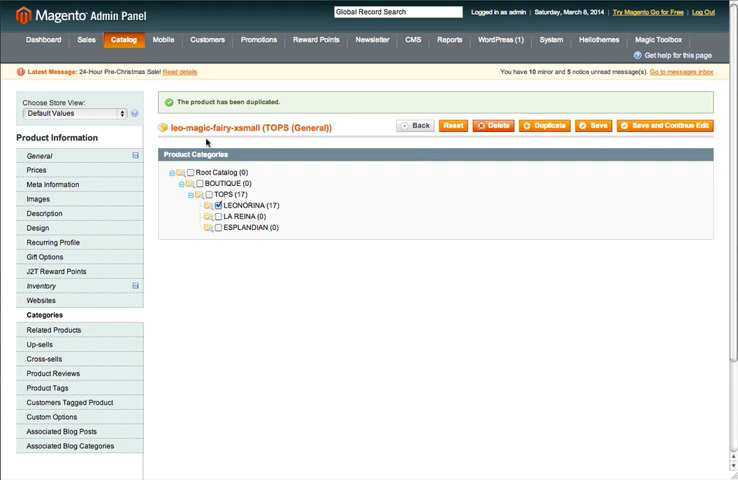 Magento® Admin Panel
Global Record Search
Logged in as admin
Saturday, March 8, 2014
Try Magento Go for Free
Log Out
Dashboard Sales Catalog Mobile Customers Promotions Reward Points Newsletter CMS Reports WordPress (1) System Hellothemes Magic Toolbox
Get help for this page
Latest Message: 24-Hour Pre-Christmas Sale! Read details
You have 10 minor and 5 notice unread message(s). Go to messages inbox
Choose Store View:
Default Values
Product Information
General
Prices
Meta Information
Images
Description
Design
Recurring Profile
Gift Options
J2T Reward Points
Inventory
Websites
Categories
Related Products
Up-sells
Cross-sells
Product Reviews
Product Tags
Customers Tagged Product
Custom Options
Associated Blog Posts
Associated Blog Categories
The product has been duplicated.
leo-magic-fairy-xsmall (TOPS (General))
Back Reset Delete Duplicate Save Save and Continue Edit
Product Categories
Root Catalog (0)
BOUTIQUE (0)
TOPS (17)
LEONORINA (17)
LA REINA (0)
ESPLANDIAN (0)